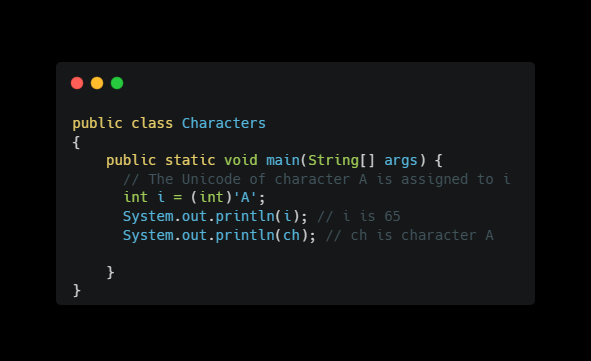 public class Characters
{
    public static void main(String[] args) {
      // The Unicode of character A is assigned to i
      int i = (int)'A';
      System.out.println(i); // i is 65
      System.out.println(ch); // ch is character A
    }
}